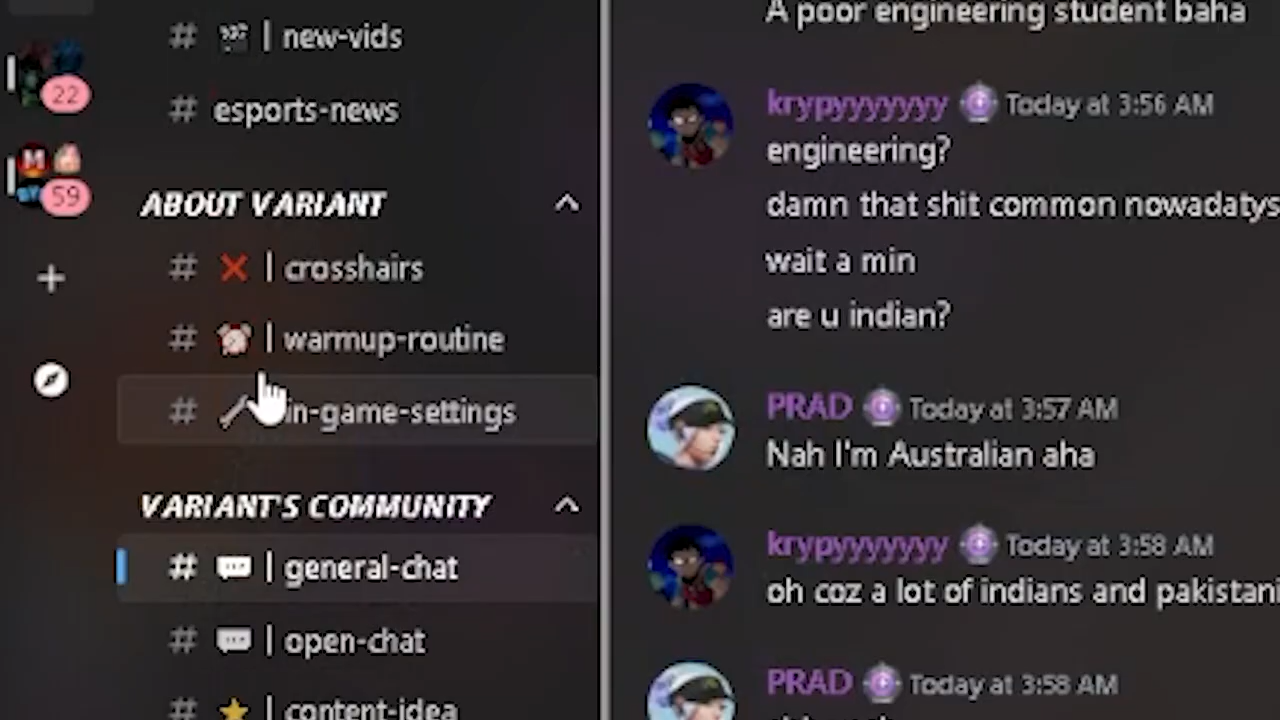 # | new-vids
# esports-news
22
59
ABOUT VARIANT
# | crosshairs
# | warmup-routine
# in-game-settings
VARIANT'S COMMUNITY
# | general-chat
# | open-chat
# | content-idea
A poor engineering student baha
krypyyyyyyy Today at 3:56 AM
engineering?
damn that shit common nowadatys
wait a min
are u indian?
PRAD Today at 3:57 AM
Nah I'm Australian aha
krypyyyyyyy Today at 3:58 AM
oh coz a lot of indians and pakistani
PRAD Today at 3:58 AM